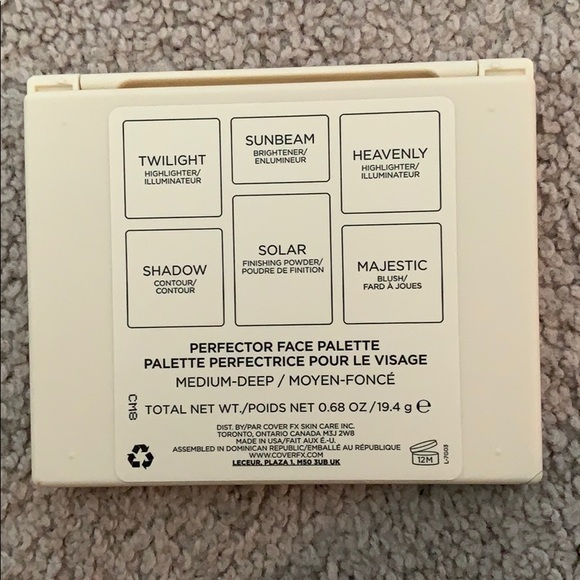 TWILIGHT
HIGHLIGHTER/
ILLUMINATEUR
SUNBEAM
BRIGHTENER/
ENLUMINEUR
HEAVENLY
HIGHLIGHTER/
ILLUMINATEUR
SHADOW
CONTOUR/
CONTOUR
SOLAR
FINISHING POWDER/
POUDRE DE FINITION
MAJESTIC
BLUSH/
FARD À JOUES
PERFECTOR FACE PALETTE
PALETTE PERFECTRICE POUR LE VISAGE
MEDIUM-DEEP / MOYEN-FONCÉ
CM8
TOTAL NET WT./POIDS NET 0.68 OZ/19.4 g e
DIST. BY/PAR COVER FX SKIN CARE INC.
TORONTO, ONTARIO CANADA M3J 2W8
MADE IN USA/FAIT AUX É.-U.
ASSEMBLED IN DOMINICAN REPUBLIC/EMBALLÉ AU RÉPUBLIQUE
WWW.COVERFX.COM
LECEUR, PLAZA 1, M50 3UB UK
12M
L-7003